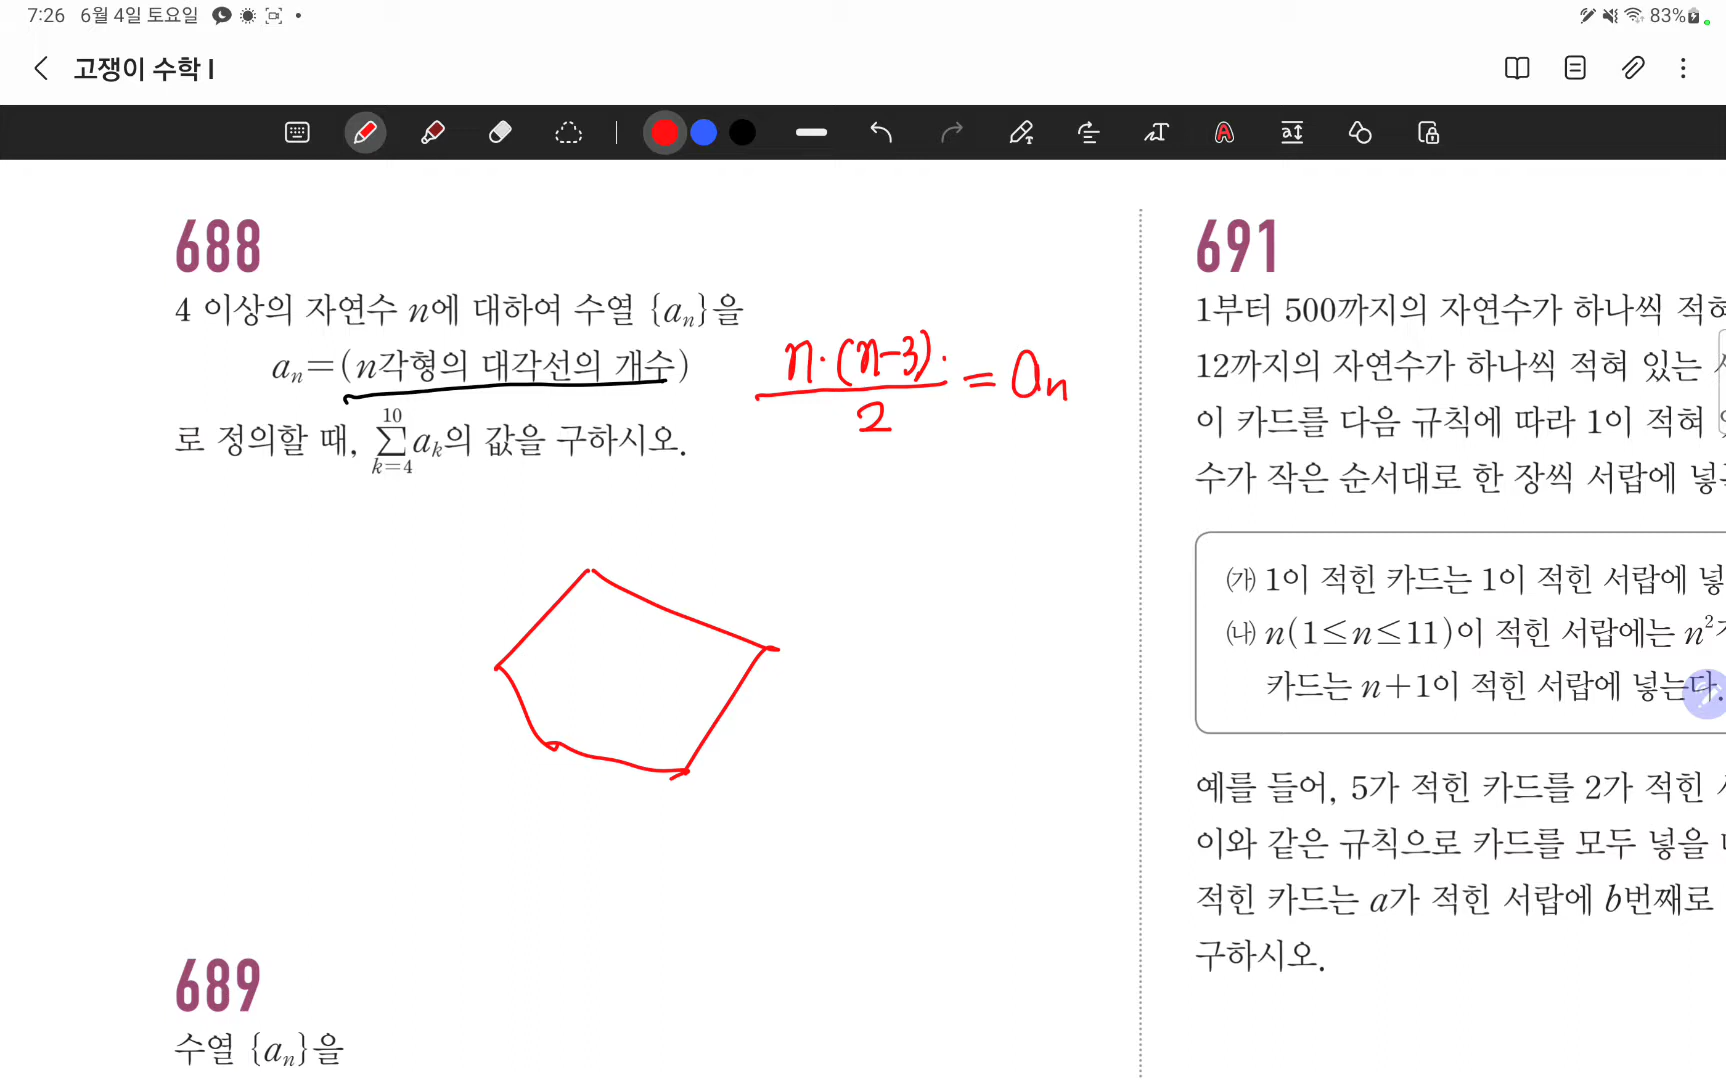 7:26 6월 4일 토요일
83%
고쟁이 수학 I
688
4 이상의 자연수 n에 대하여 수열 {aₙ}을
aₙ=(n각형의 대각선의 개수)
n·(n-3)·/2 = aₙ
로 정의할 때, ∑_{k=4}^{10} aₖ의 값을 구하시오.
689
수열 {aₙ}을
691
1부터 500까지의 자연수가 하나씩 적혀
12까지의 자연수가 하나씩 적혀 있는
이 카드를 다음 규칙에 따라 1이 적혀
수가 작은 순서대로 한 장씩 서랍에 넣
㈎ 1이 적힌 카드는 1이 적힌 서랍에 넣
㈏ n(1≤n≤11)이 적힌 서랍에는 n²
카드는 n+1이 적힌 서랍에 넣는다.
예를 들어, 5가 적힌 카드를 2가 적힌
이와 같은 규칙으로 카드를 모두 넣을
적힌 카드는 a가 적힌 서랍에 b번째로
구하시오.